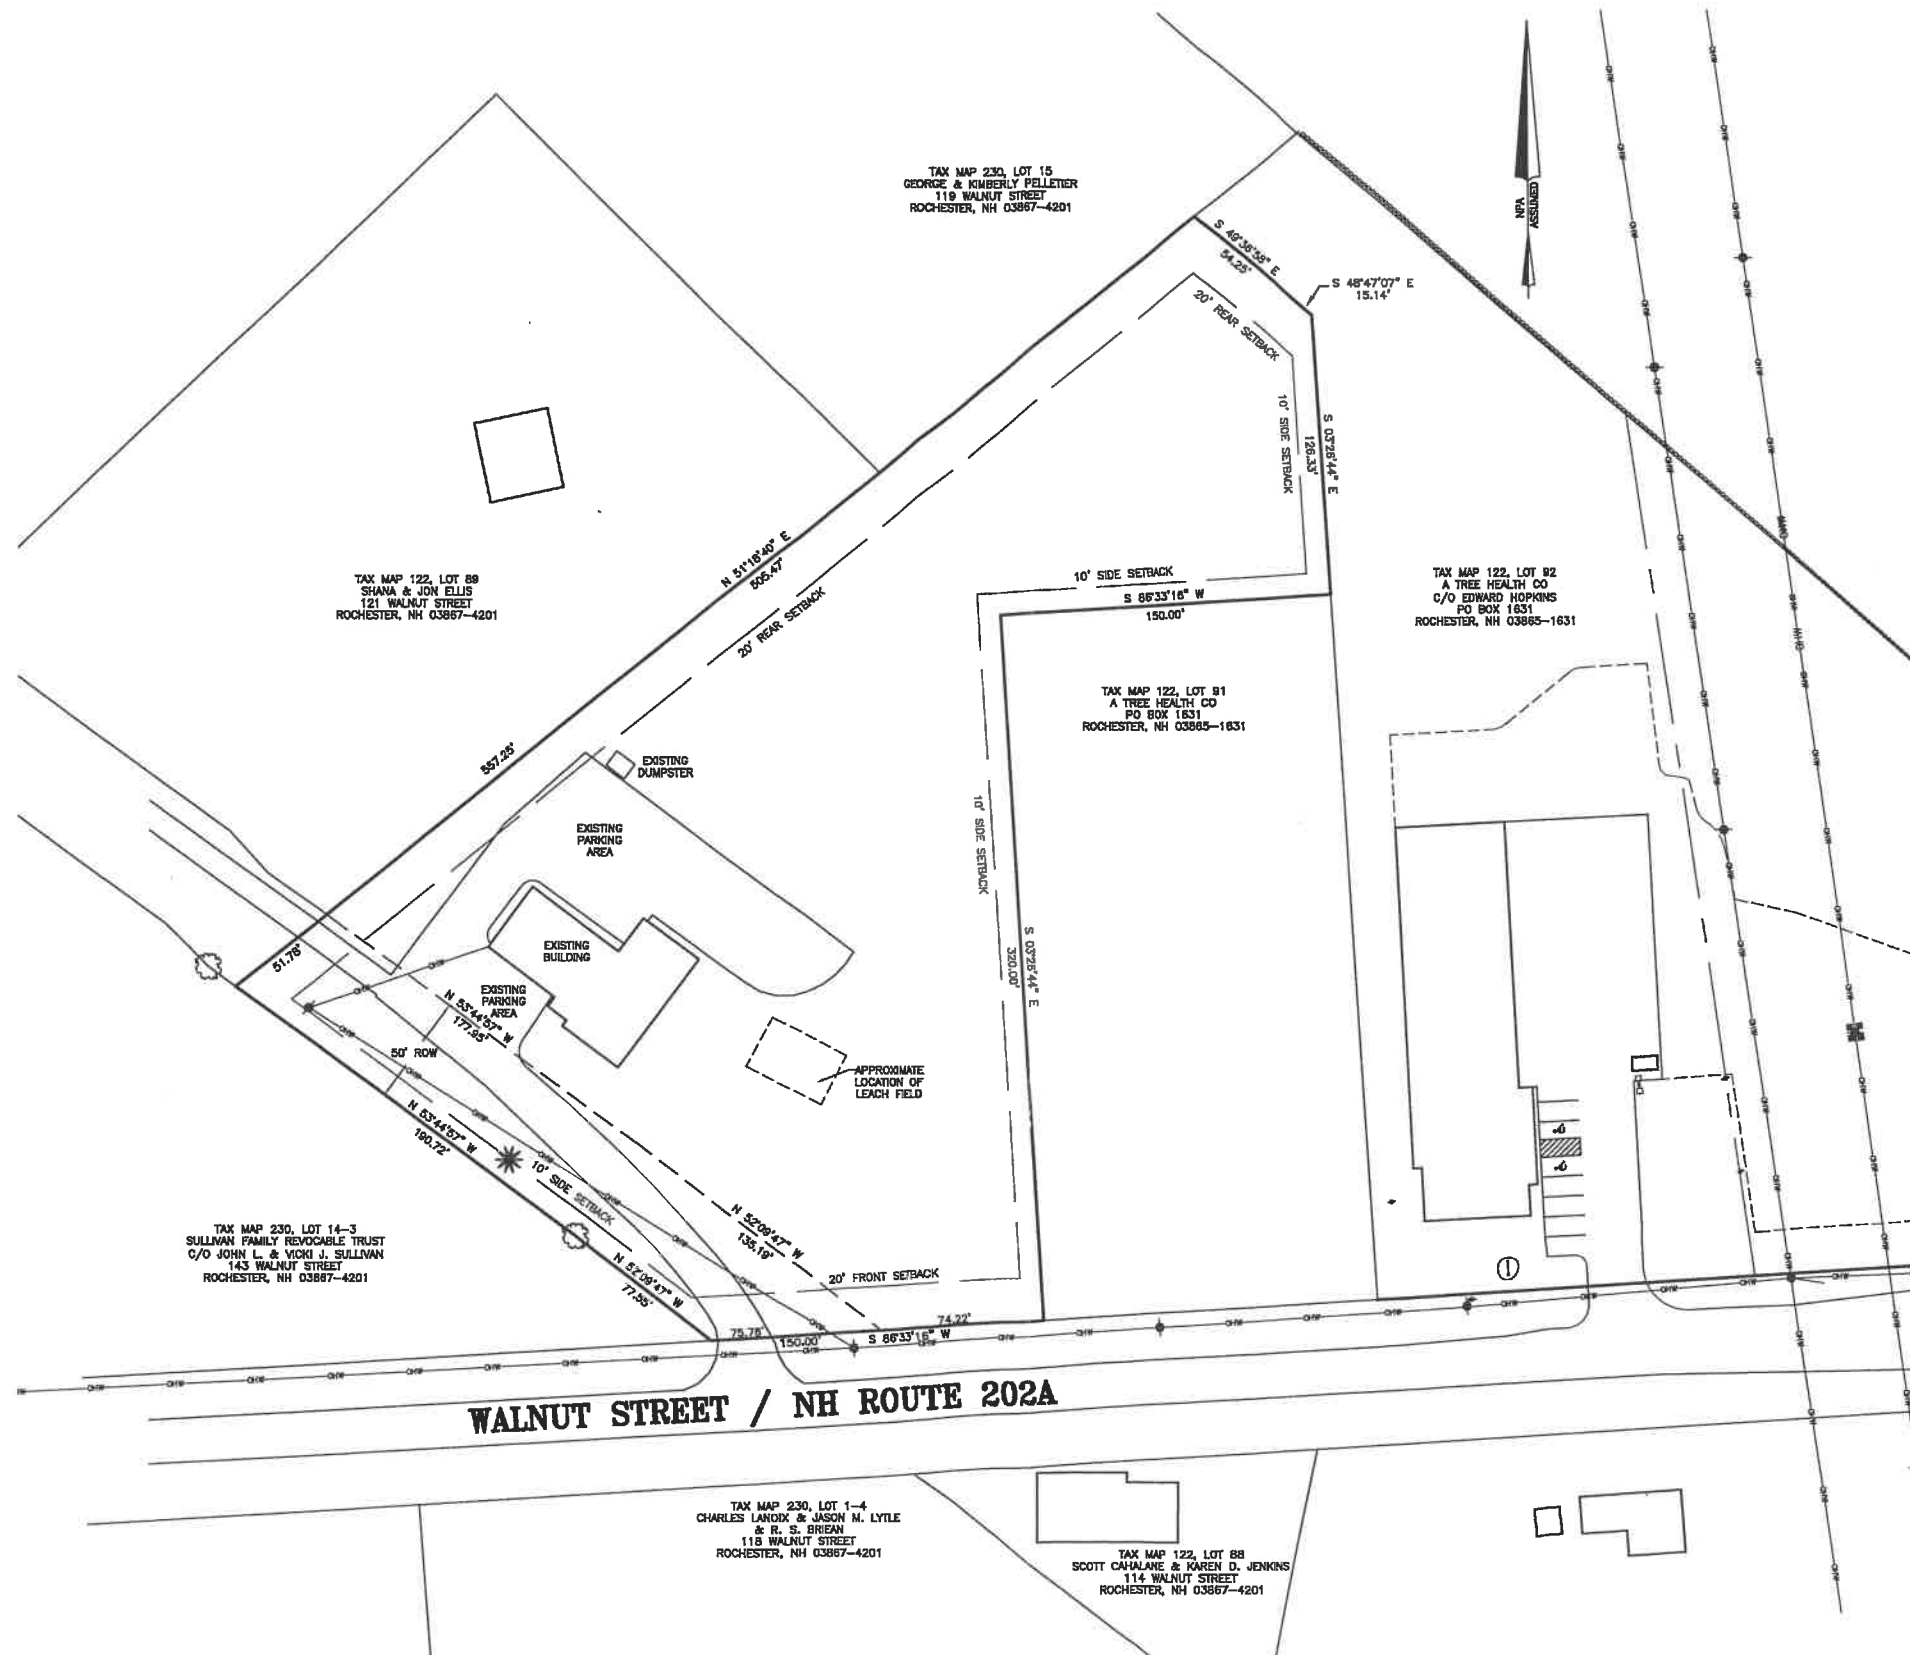 TAX MAP 230, LOT 15
GEORGE & KIMBERLY PELLETIER
119 WALNUT STREET
ROCHESTER, NH 03867-4201
NPA
ASSUMED
S 49°36'58" E
54.25'
S 48°47'07" E
15.14'
20' REAR SETBACK
10' SIDE SETBACK
S 03°26'44" E
126.33'
N 51°18'40" E
505.47'
20' REAR SETBACK
10' SIDE SETBACK
S 86°33'16" W
150.00'
TAX MAP 122, LOT 89
SHANA & JON ELLIS
121 WALNUT STREET
ROCHESTER, NH 03867-4201
TAX MAP 122, LOT 92
A TREE HEALTH CO
C/O EDWARD HOPKINS
PO BOX 1631
ROCHESTER, NH 03865-1631
TAX MAP 122, LOT 91
A TREE HEALTH CO
PO BOX 1631
ROCHESTER, NH 03865-1631
557.25'
EXISTING
DUMPSTER
EXISTING
PARKING
AREA
10' SIDE SETBACK
EXISTING
BUILDING
EXISTING
PARKING
AREA
51.78'
N 53°44'57" W
177.95'
S 03°26'44" E
320.00'
50' ROW
APPROXIMATE
LOCATION OF
LEACH FIELD
N 53°44'57" W
190.72'
10' SIDE SETBACK
N 52°09'47" W
135.19'
TAX MAP 230, LOT 14-3
SULLIVAN FAMILY REVOCABLE TRUST
C/O JOHN L. & VICKI J. SULLIVAN
143 WALNUT STREET
ROCHESTER, NH 03867-4201
N 52°09'47" W
77.55'
20' FRONT SETBACK
1
75.78'
74.22'
150.00'
S 86°33'16" W
OHW
WALNUT STREET / NH ROUTE 202A
TAX MAP 230, LOT 1-4
CHARLES LANOIX & JASON M. LYTLE
& R. S. BRIEAN
118 WALNUT STREET
ROCHESTER, NH 03867-4201
TAX MAP 122, LOT 88
SCOTT CAHALANE & KAREN D. JENKINS
114 WALNUT STREET
ROCHESTER, NH 03867-4201